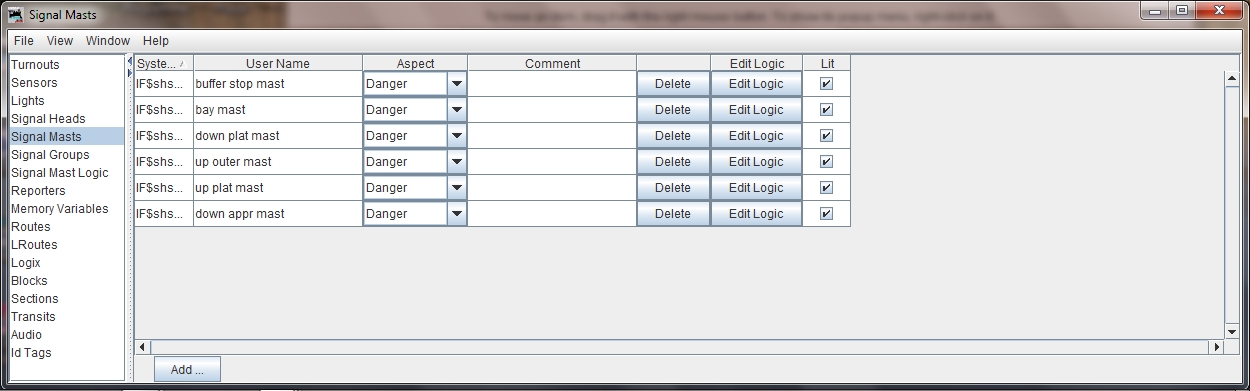 Signal Masts
File View Window Help
Turnouts
Sensors
Lights
Signal Heads
Signal Masts
Signal Groups
Signal Mast Logic
Reporters
Memory Variables
Routes
LRoutes
Logix
Blocks
Sections
Transits
Audio
Id Tags
Syste... User Name Aspect Comment Edit Logic Lit
IF$shs... buffer stop mast Danger Delete Edit Logic
IF$shs... bay mast Danger Delete Edit Logic
IF$shs... down plat mast Danger Delete Edit Logic
IF$shs... up outer mast Danger Delete Edit Logic
IF$shs... up plat mast Danger Delete Edit Logic
IF$shs... down appr mast Danger Delete Edit Logic
Add ...